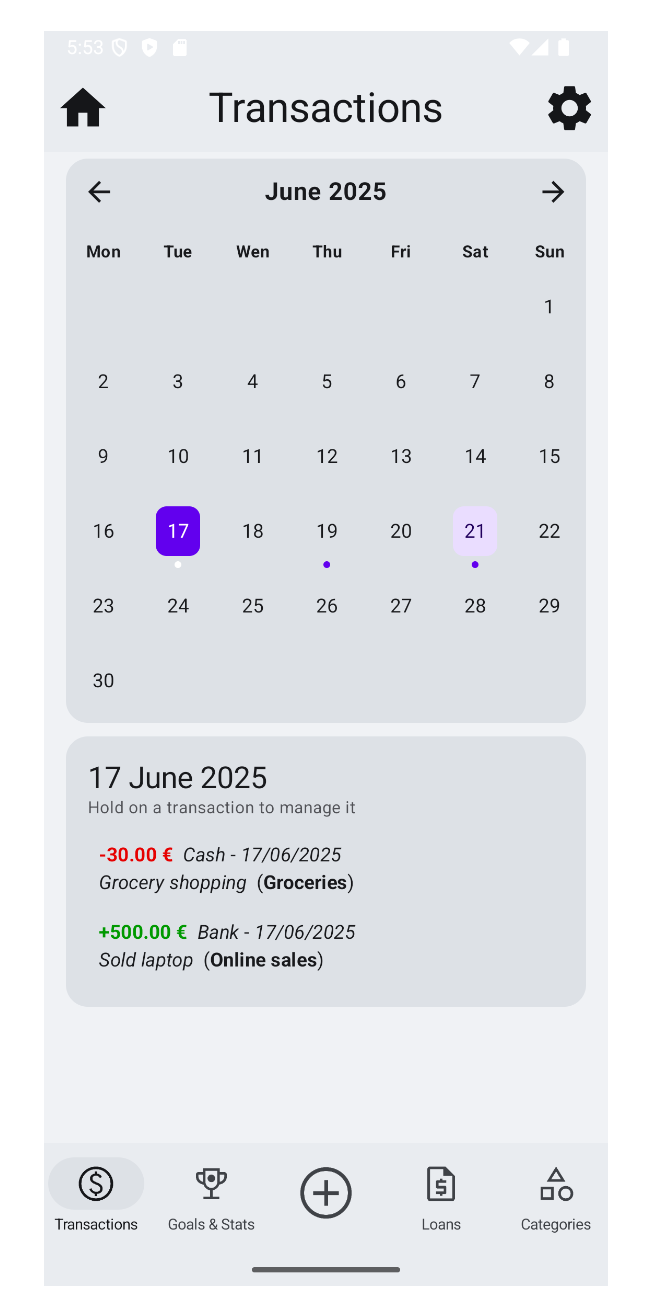 5:53
Transactions
June 2025
Mon Tue Wen Thu Fri Sat Sun
1
2 3 4 5 6 7 8
9 10 11 12 13 14 15
16 17 18 19 20 21 22
23 24 25 26 27 28 29
30
17 June 2025
Hold on a transaction to manage it
-30.00 € Cash - 17/06/2025
Grocery shopping (Groceries)
+500.00 € Bank - 17/06/2025
Sold laptop (Online sales)
Transactions Goals & Stats Loans Categories